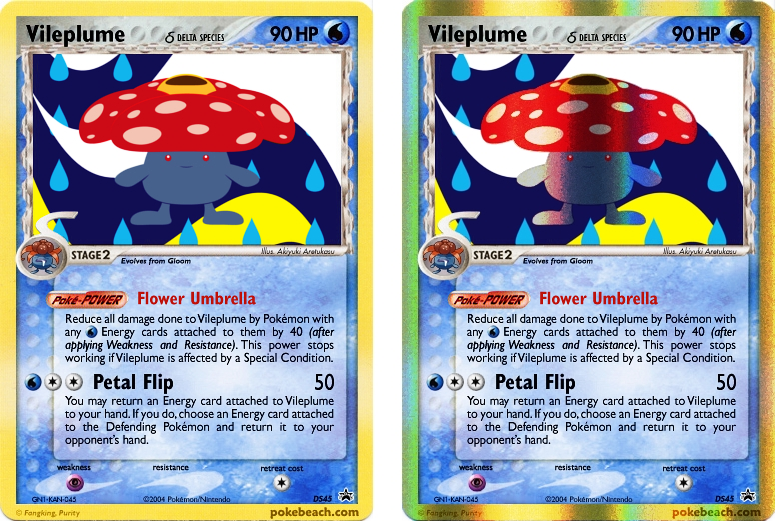 Vileplume δ DELTA SPECIES 90 HP
STAGE2
Illus. Akiyuki Aratukasu
Evolves from Gloom
Poké-POWER Flower Umbrella
Reduce all damage done to Vileplume by Pokémon with
any Energy cards attached to them by 40 (after
applying Weakness and Resistance). This power stops
working if Vileplume is affected by a Special Condition.
Petal Flip 50
You may return an Energy card attached to Vileplume
to your hand. If you do, choose an Energy card attached
to the Defending Pokémon and return it to your
opponent's hand.
weakness resistance retreat cost
GN1-KAN-045 ©2004 Pokémon/Nintendo DS45
© Fangking, Purity pokebeach.com
Vileplume δ DELTA SPECIES 90 HP
STAGE2
Illus. Akiyuki Aratukasu
Evolves from Gloom
Poké-POWER Flower Umbrella
Reduce all damage done to Vileplume by Pokémon with
any Energy cards attached to them by 40 (after
applying Weakness and Resistance). This power stops
working if Vileplume is affected by a Special Condition.
Petal Flip 50
You may return an Energy card attached to Vileplume
to your hand. If you do, choose an Energy card attached
to the Defending Pokémon and return it to your
opponent's hand.
weakness resistance retreat cost
GN1-KAN-045 ©2004 Pokémon/Nintendo DS45
© Fangking, Purity pokebeach.com